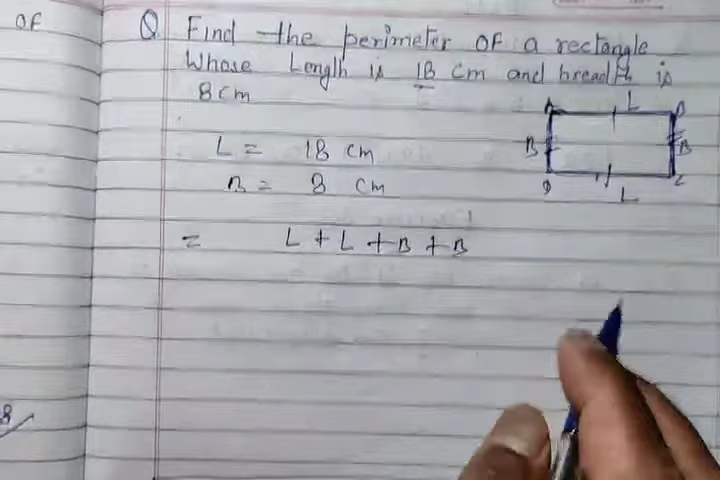 OF
Q Find the perimeter OF a rectangle
Whose Length is 18 cm and breadth is
8cm
L = 18 cm
B = 8 cm
= L + L + B + B
A L B
B B
D L C
8